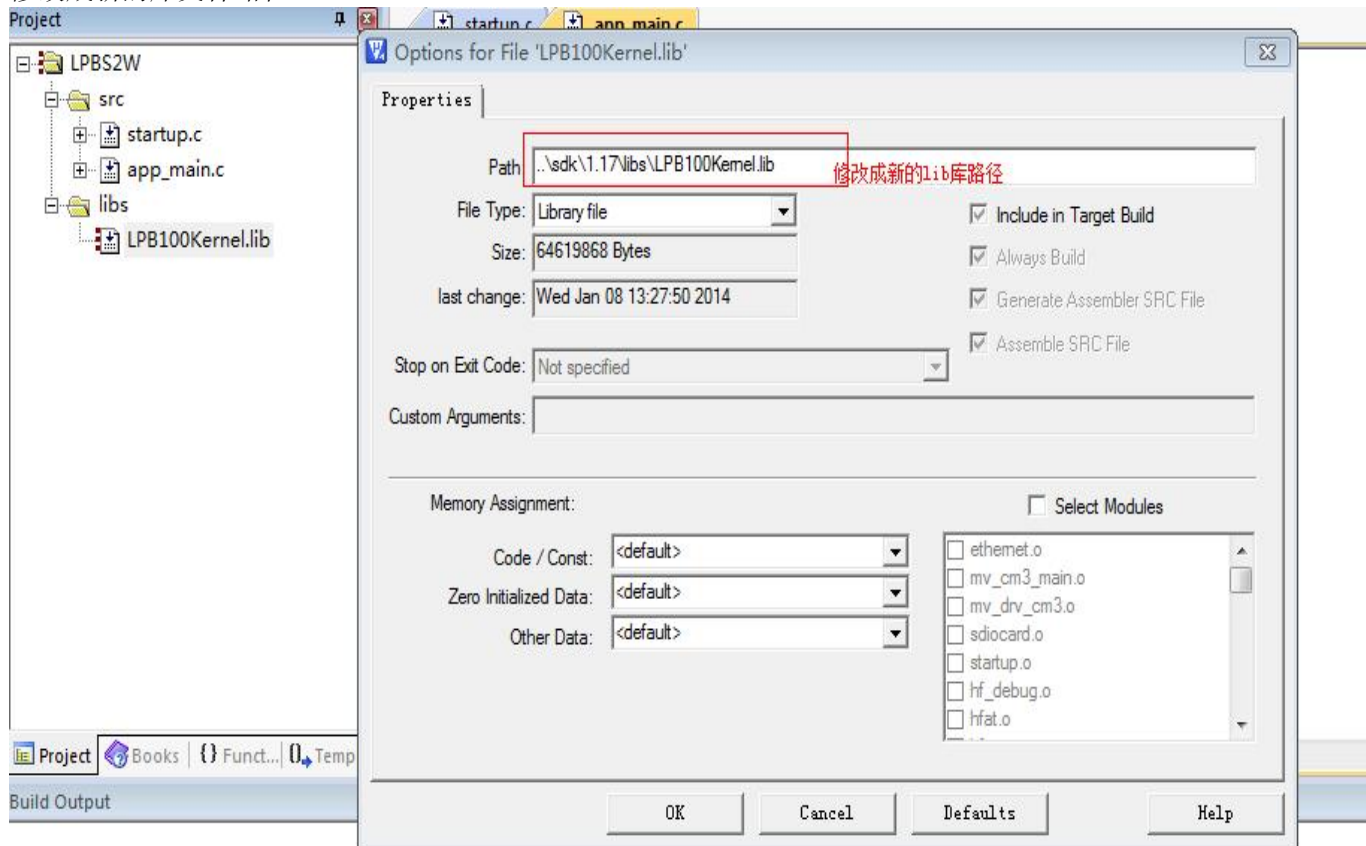 Project
startup.c
app_main.c
Options for File 'LPB100Kernel.lib'
LPBS2W
src
startup.c
app_main.c
libs
LPB100Kernel.lib
Properties
Path
..\sdk\1.17\libs\LPB100Kernel.lib
修改成新的lib库路径
File Type:
Library file
Include in Target Build
Size:
64619868 Bytes
Always Build
last change:
Wed Jan 08 13:27:50 2014
Generate Assembler SRC File
Assemble SRC File
Stop on Exit Code:
Not specified
Custom Arguments:
Memory Assignment:
Select Modules
Code / Const:
<default>
Zero Initialized Data:
<default>
Other Data:
<default>
ethernet.o
mv_cm3_main.o
mv_drv_cm3.o
sdiocard.o
startup.o
hf_debug.o
hfat.o
Project
Books
{} Funct...
Temp
Build Output
OK
Cancel
Defaults
Help